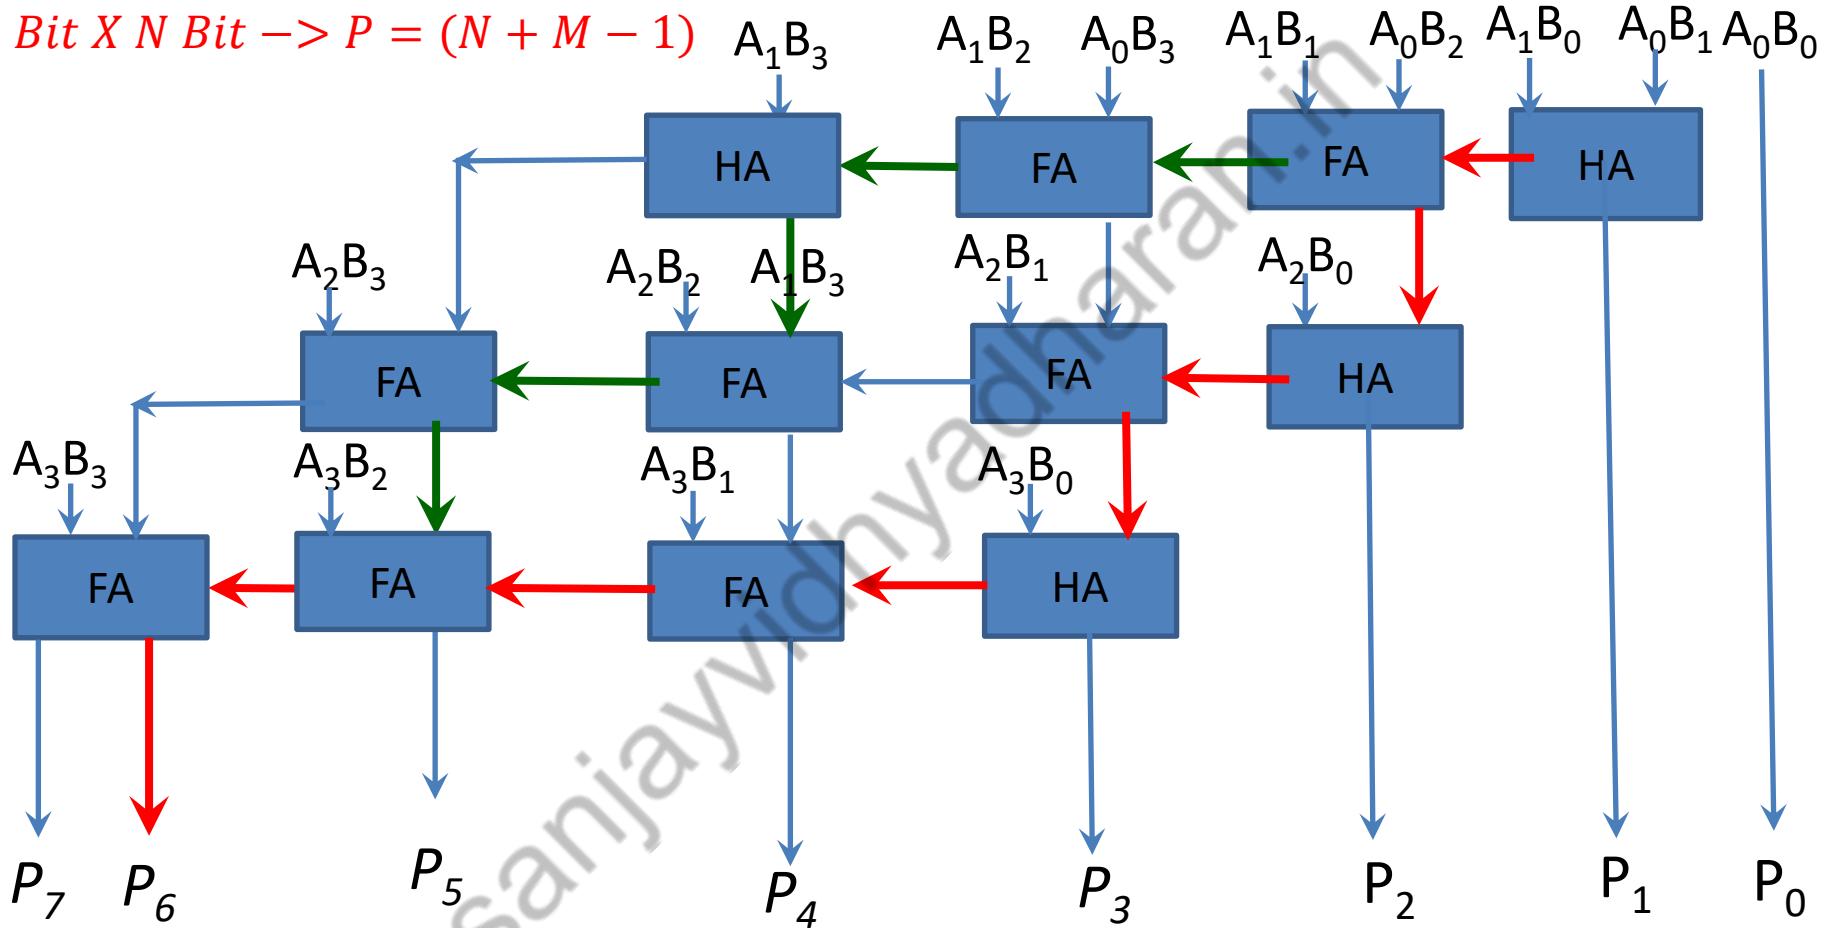 Bit X N Bit −> P = (N + M − 1)
A₁B₃ A₁B₂ A₀B₃ A₁B₁ A₀B₂ A₁B₀ A₀B₁ A₀B₀
HA FA FA HA
A₂B₃ A₂B₂ A₁B₃ A₂B₁ A₂B₀
FA FA FA HA
A₃B₃ A₃B₂ A₃B₁ A₃B₀
FA FA FA HA
P₇ P₆ P₅ P₄ P₃ P₂ P₁ P₀
sanjayvidhyadharan.in